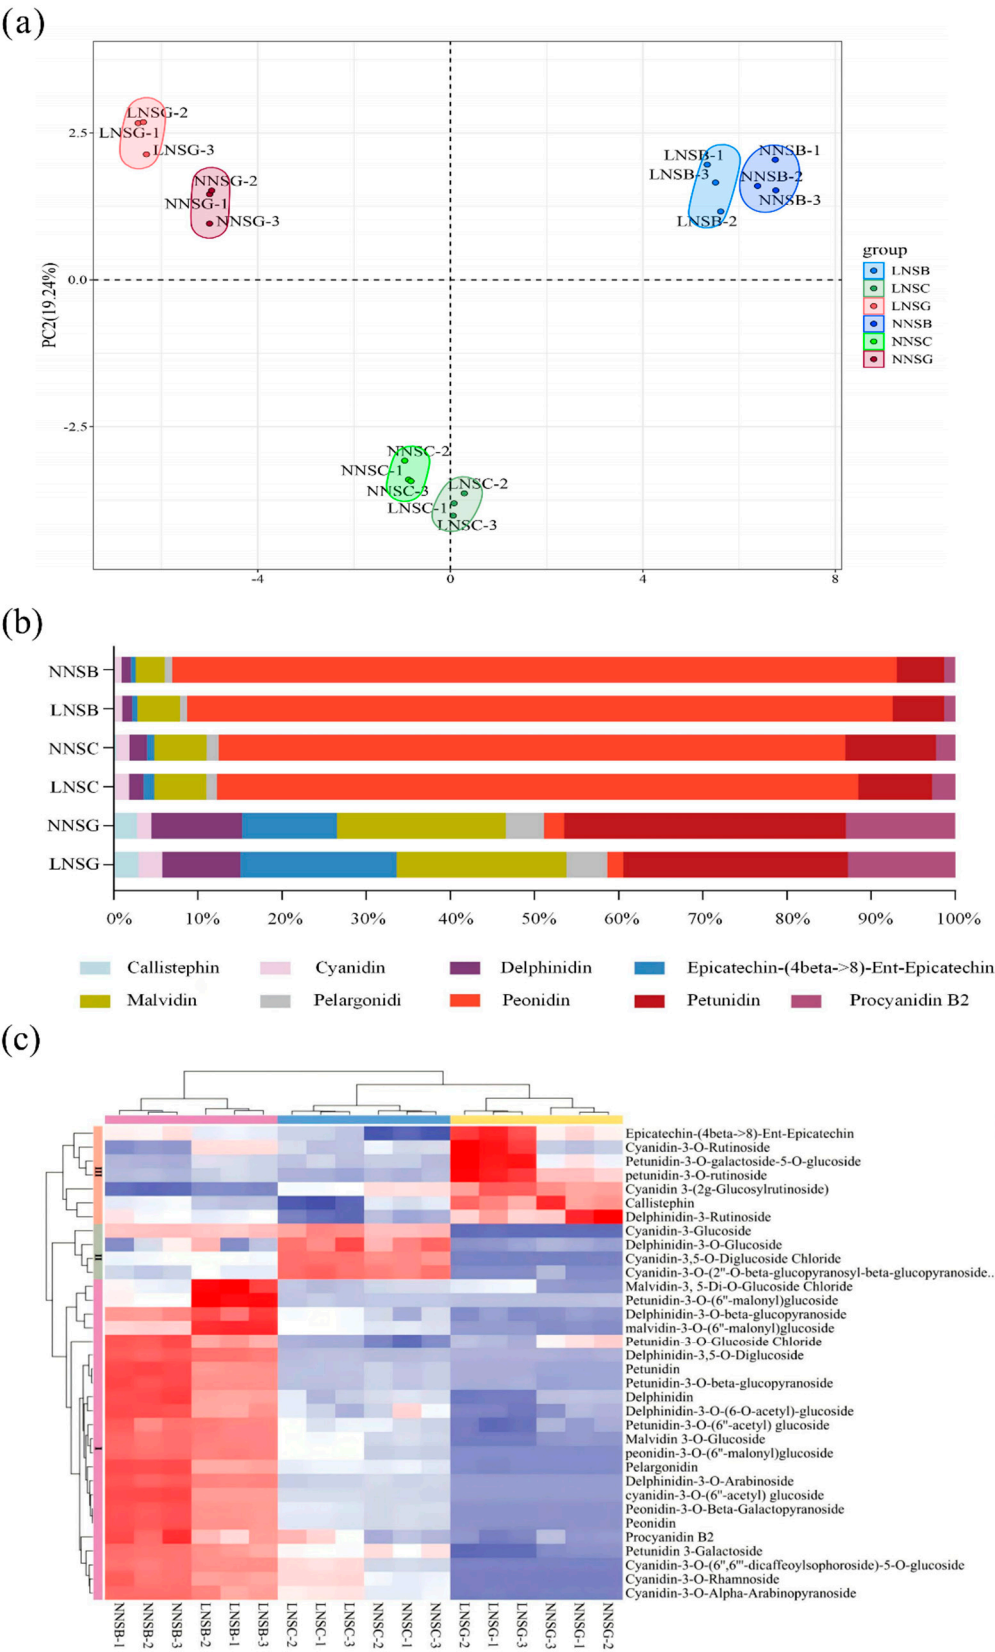 (a)
LNSG-2
LNSG-1
LNSG-3
NNSG-2
NNSG-1
NNSG-3
LNSB-1
LNSB-3
LNSB-2
NNSB-1
NNSB-2
NNSB-3
NNSC-2
NNSC-1
NNSC-3
LNSC-2
LNSC-1
LNSC-3
2.5
0.0
-2.5
PC2(19.24%)
-4
0
4
8
group
LNSB
LNSC
LNSG
NNSB
NNSC
NNSG
(b)
NNSB
LNSB
NNSC
LNSC
NNSG
LNSG
0% 10% 20% 30% 40% 50% 60% 70% 80% 90% 100%
Callistephin Cyanidin Delphinidin Epicatechin-(4beta->8)-Ent-Epicatechin
Malvidin Pelargonidi Peonidin Petunidin Procyanidin B2
(c)
III
II
I
Epicatechin-(4beta->8)-Ent-Epicatechin
Cyanidin-3-O-Rutinoside
Petunidin-3-O-galactoside-5-O-glucoside
petunidin-3-O-rutinoside
Cyanidin 3-(2g-Glucosylrutinoside)
Callistephin
Delphinidin-3-Rutinoside
Cyanidin-3-Glucoside
Delphinidin-3-O-Glucoside
Cyanidin-3,5-O-Diglucoside Chloride
Cyanidin-3-O-(2"-O-beta-glucopyranosyl-beta-glucopyranoside..
Malvidin-3, 5-Di-O-Glucoside Chloride
Petunidin-3-O-(6"-malonyl)glucoside
Delphinidin-3-O-beta-glucopyranoside
malvidin-3-O-(6"-malonyl)glucoside
Petunidin-3-O-Glucoside Chloride
Delphinidin-3,5-O-Diglucoside
Petunidin
Petunidin-3-O-beta-glucopyranoside
Delphinidin
Delphinidin-3-O-(6-O-acetyl)-glucoside
Petunidin-3-O-(6"-acetyl) glucoside
Malvidin 3-O-Glucoside
peonidin-3-O-(6"-malonyl)glucoside
Pelargonidin
Delphinidin-3-O-Arabinoside
cyanidin-3-O-(6"-acetyl) glucoside
Peonidin-3-O-Beta-Galactopyranoside
Peonidin
Procyanidin B2
Petunidin 3-Galactoside
Cyanidin-3-O-(6",6'"-dicaffeoylsophoroside)-5-O-glucoside
Cyanidin-3-O-Rhamnoside
Cyanidin-3-O-Alpha-Arabinopyranoside
NNSB-1
NNSB-2
NNSB-3
LNSB-2
LNSB-1
LNSB-3
LNSC-2
LNSC-1
LNSC-3
NNSC-2
NNSC-1
NNSC-3
LNSG-2
LNSG-1
LNSG-3
NNSG-3
NNSG-1
NNSG-2